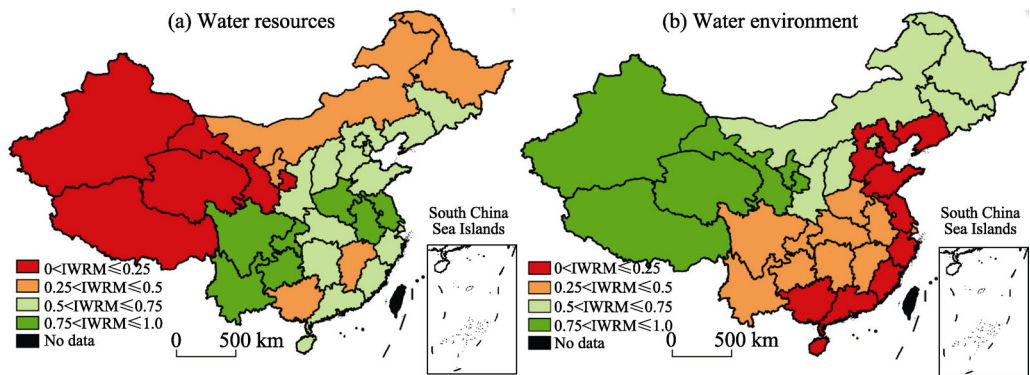 (a) Water resources
South China
Sea Islands
0<IWRM≤0.25
0.25<IWRM≤0.5
0.5<IWRM≤0.75
0.75<IWRM≤1.0
No data
0 500 km
(b) Water environment
South China
Sea Islands
0<IWRM≤0.25
0.25<IWRM≤0.5
0.5<IWRM≤0.75
0.75<IWRM≤1.0
No data
0 500 km